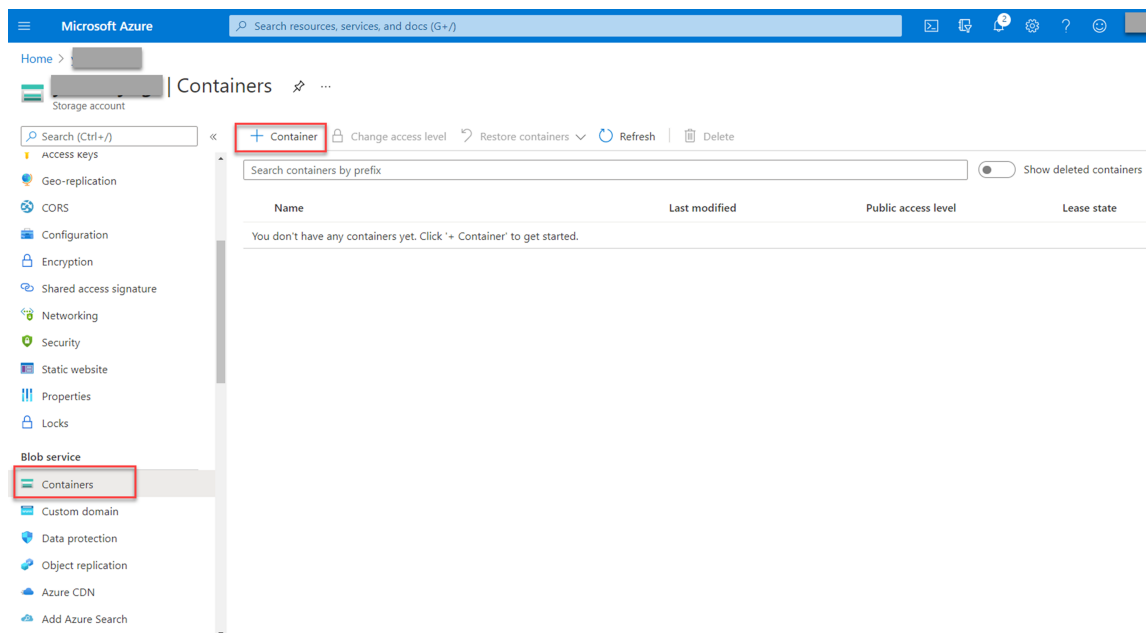 Microsoft Azure
Search resources, services, and docs (G+/)
2
Home >
| Containers ...
Storage account
Search (Ctrl+/)
«
+ Container
Change access level
Restore containers
Refresh
Delete
Access keys
Geo-replication
CORS
Configuration
Encryption
Shared access signature
Networking
Security
Static website
Properties
Locks
Blob service
Containers
Custom domain
Data protection
Object replication
Azure CDN
Add Azure Search
Search containers by prefix
Show deleted containers
Name Last modified Public access level Lease state
You don't have any containers yet. Click '+ Container' to get started.